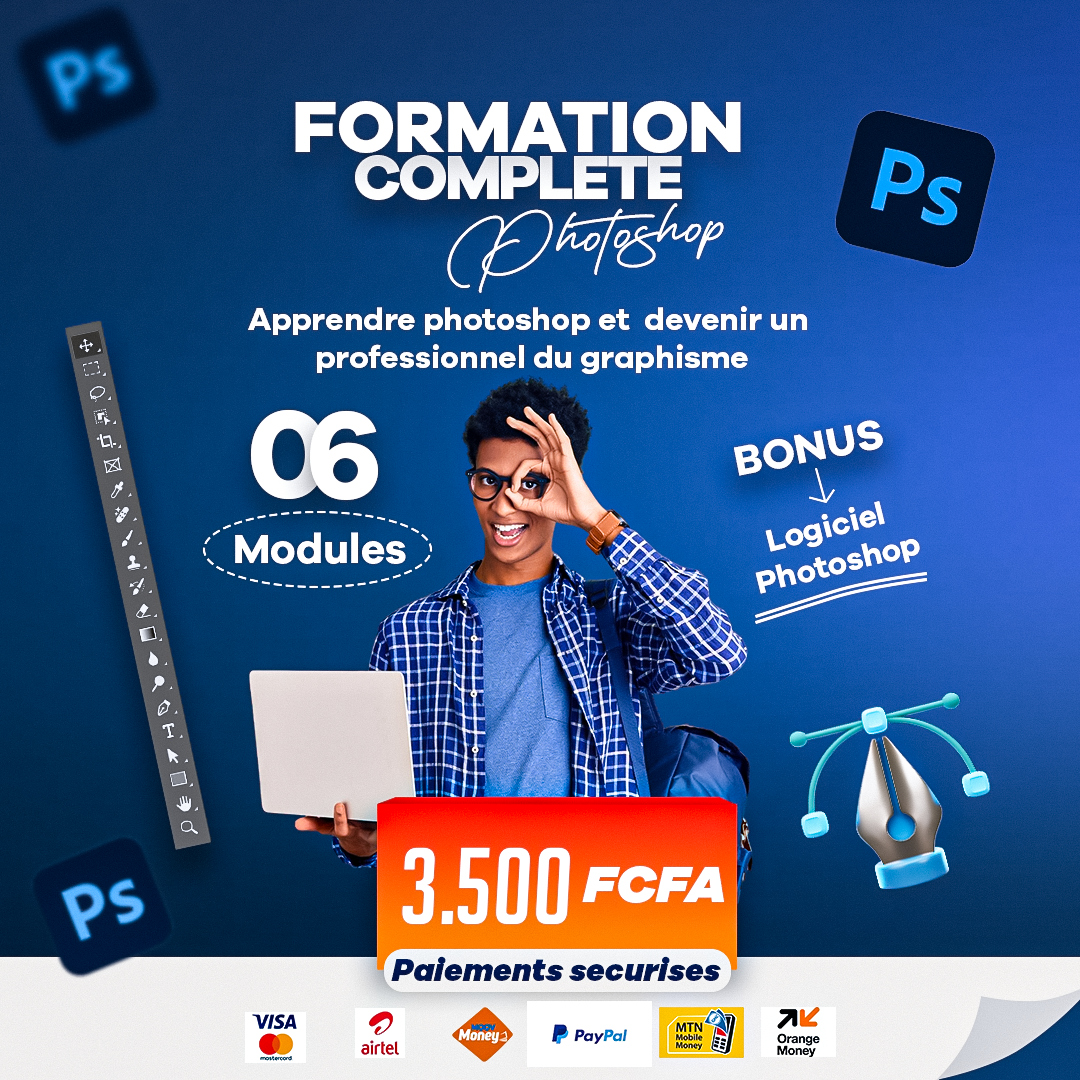 Ps
FORMATION
COMPLETE
Photoshop
Ps
Apprendre photoshop et devenir un
professionnel du graphisme
06
Modules
BONUS
Logiciel
Photoshop
T
Ps
3.500 FCFA
Paiements securises
VISA
mastercard
airtel
MOOV
Money
PayPal
MTN
Mobile
Money
Orange
Money